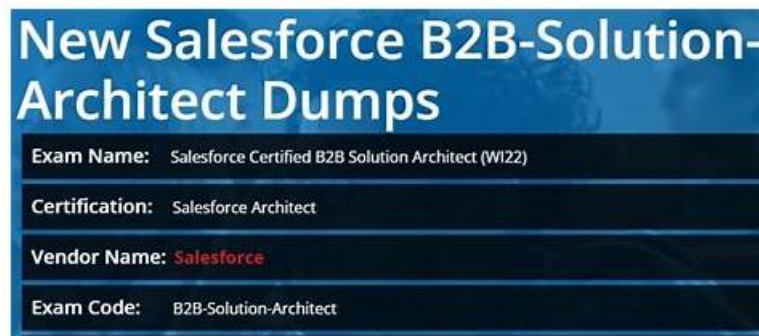 New Salesforce B2B-Solution-
Architect Dumps
Exam Name: Salesforce Certified B2B Solution Architect (WI22)
Certification: Salesforce Architect
Vendor Name: Salesforce
Exam Code: B2B-Solution-Architect